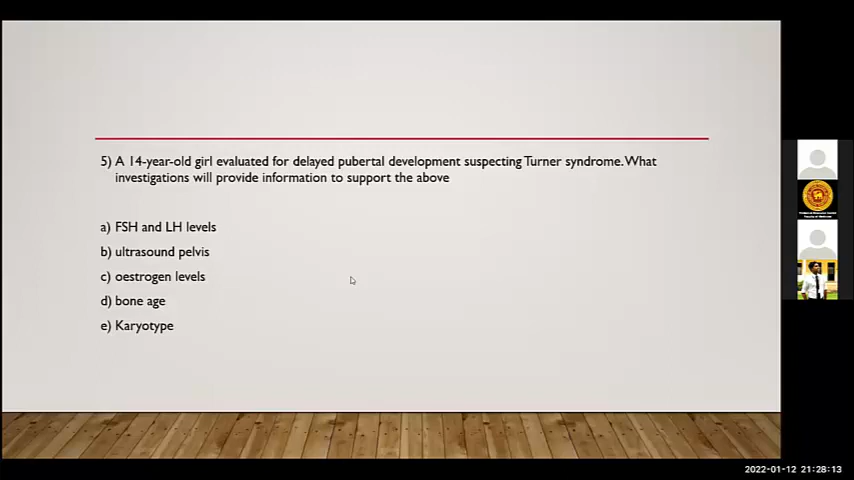 5) A 14-year-old girl evaluated for delayed pubertal development suspecting Turner syndrome. What
investigations will provide information to support the above
a) FSH and LH levels
b) ultrasound pelvis
c) oestrogen levels
d) bone age
e) Karyotype
2022-01-12 21:28:13